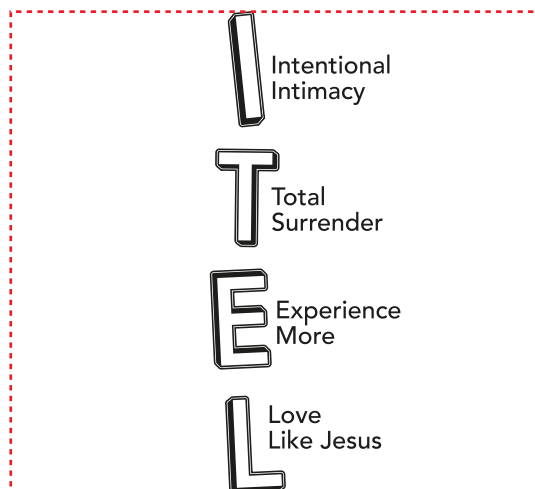 I
Intentional
Intimacy
T
Total
Surrender
E
Experience
More
L
Love
Like Jesus